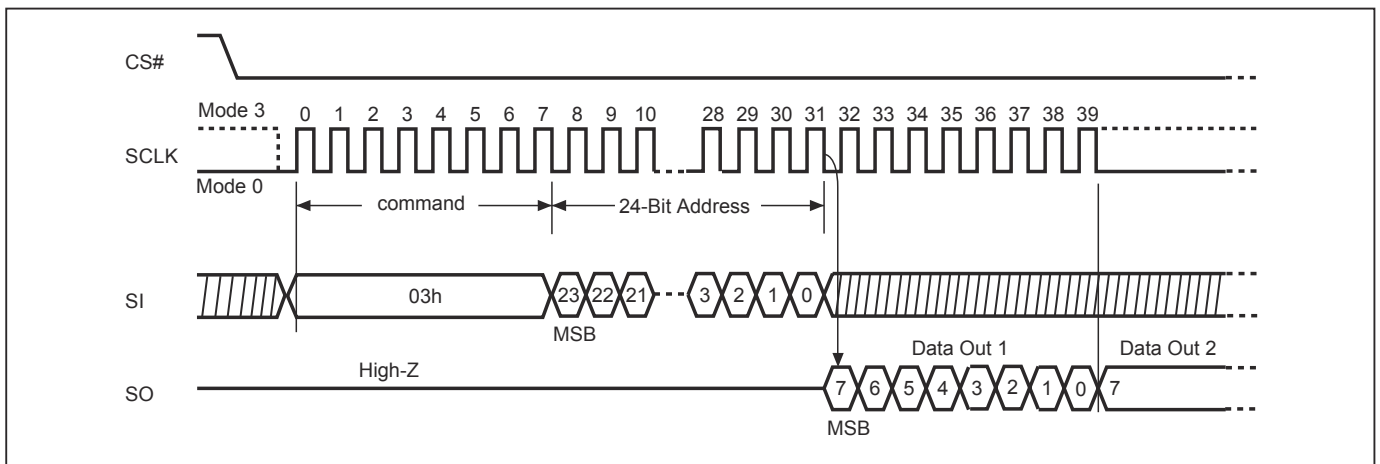 CS#
Mode 3
0 1 2 3 4 5 6 7 8 9 10 28 29 30 31 32 33 34 35 36 37 38 39
SCLK
Mode 0
command
24-Bit Address
SI
03h
23 22 21 3 2 1 0
MSB
Data Out 1
Data Out 2
High-Z
SO
7 6 5 4 3 2 1 0 7
MSB